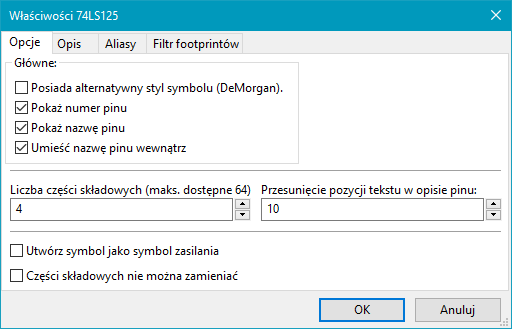 Właściwości 74LS125
Opcje Opis Aliasy Filtr footprintów
Główne:
Posiada alternatywny styl symbolu (DeMorgan).
Pokaż numer pinu
Pokaż nazwę pinu
Umieść nazwę pinu wewnątrz
Liczba części składowych (maks. dostępne 64) Przesunięcie pozycji tekstu w opisie pinu:
4 10
Utwórz symbol jako symbol zasilania
Części składowych nie można zamieniać
OK Anuluj